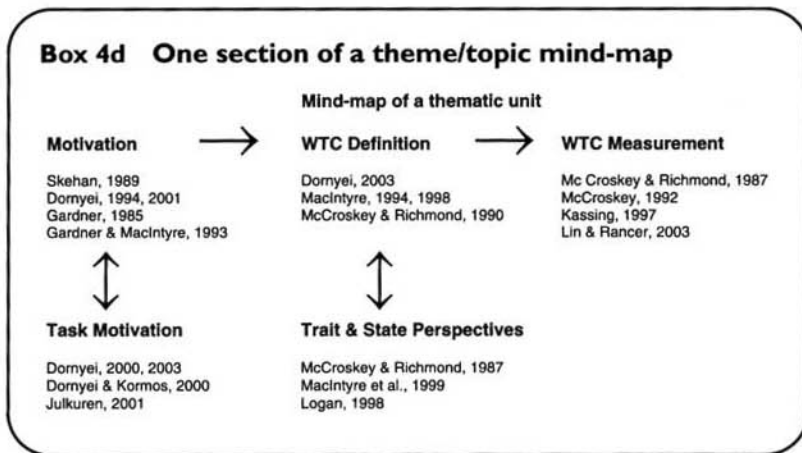 Box 4d One section of a theme/topic mind-map
Mind-map of a thematic unit
Motivation
Skehan, 1989
Dornyei, 1994, 2001
Gardner, 1985
Gardner & MacIntyre, 1993
WTC Definition
Dornyei, 2003
MacIntyre, 1994, 1998
McCroskey & Richmond, 1990
WTC Measurement
Mc Croskey & Richmond, 1987
McCroskey, 1992
Kassing, 1997
Lin & Rancer, 2003
Task Motivation
Dornyei, 2000, 2003
Dornyei & Kormos, 2000
Julkuren, 2001
Trait & State Perspectives
McCroskey & Richmond, 1987
MacIntyre et al., 1999
Logan, 1998